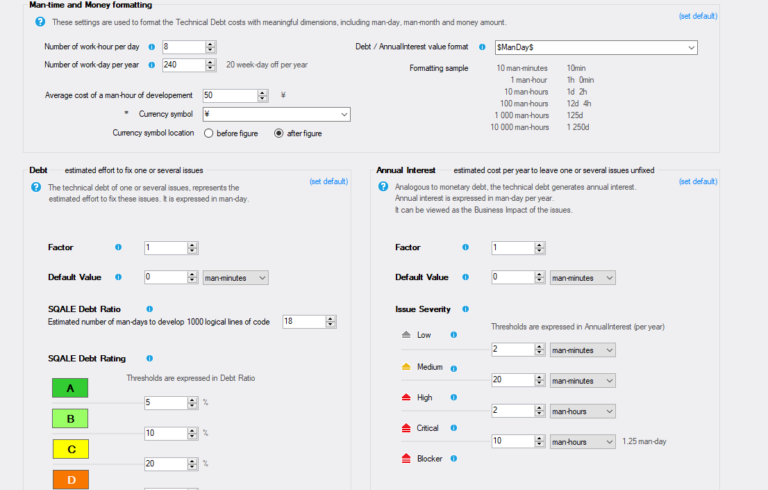 Man-time and Money formatting
These settings are used to format the Technical Debt costs with meaningful dimensions, including man-day, man-month and money amount.
(set default)
Number of work-hour per day 8
Number of work-day per year 240 20 week-day off per year
Average cost of a man-hour of developement 50 ¥
* Currency symbol ¥
Currency symbol location before figure after figure
Debt / AnnualInterest value format $ManDay$
Formatting sample 10 man-minutes 10min
1 man-hour 1h 0min
10 man-hours 1d 2h
100 man-hours 12d 4h
1 000 man-hours 125d
10 000 man-hours 1 250d
Debt estimated effort to fix one or several issues
(set default)
The technical debt of one or several issues, represents the
estimated effort to fix these issues. It is expressed in man-day.
Factor 1
Default Value 0 man-minutes
SQALE Debt Ratio
Estimated number of man-days to develop 1000 logical lines of code 18
SQALE Debt Rating
Thresholds are expressed in Debt Ratio
A
5 %
B
10 %
C
20 %
D
Annual Interest estimated cost per year to leave one or several issues unfixed
(set default)
Analogous to monetary debt, the technical debt generates annual interest.
Annual interest is expressed in man-day per year.
It can be viewed as the Business Impact of the issues.
Factor 1
Default Value 0 man-minutes
Issue Severity
Thresholds are expressed in AnnualInterest (per year)
Low
2 man-minutes
Medium
20 man-minutes
High
2 man-hours
Critical
10 man-hours 1.25 man-day
Blocker